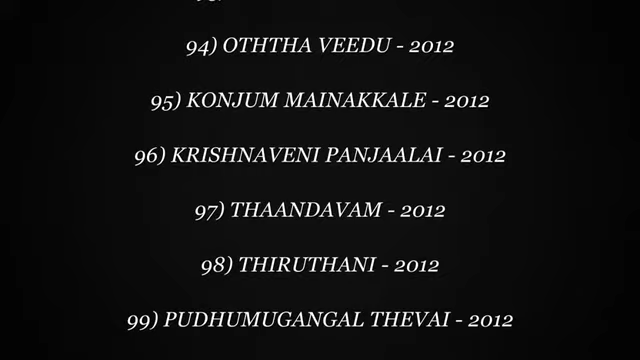 94) OTHTHA VEEDU - 2012
95) KONJUM MAINAKKALE - 2012
96) KRISHNAVENI PANJAALAI - 2012
97) THAANDAVAM - 2012
98) THIRUTHANI - 2012
99) PUDHUMUGANGAL THEVAI - 2012